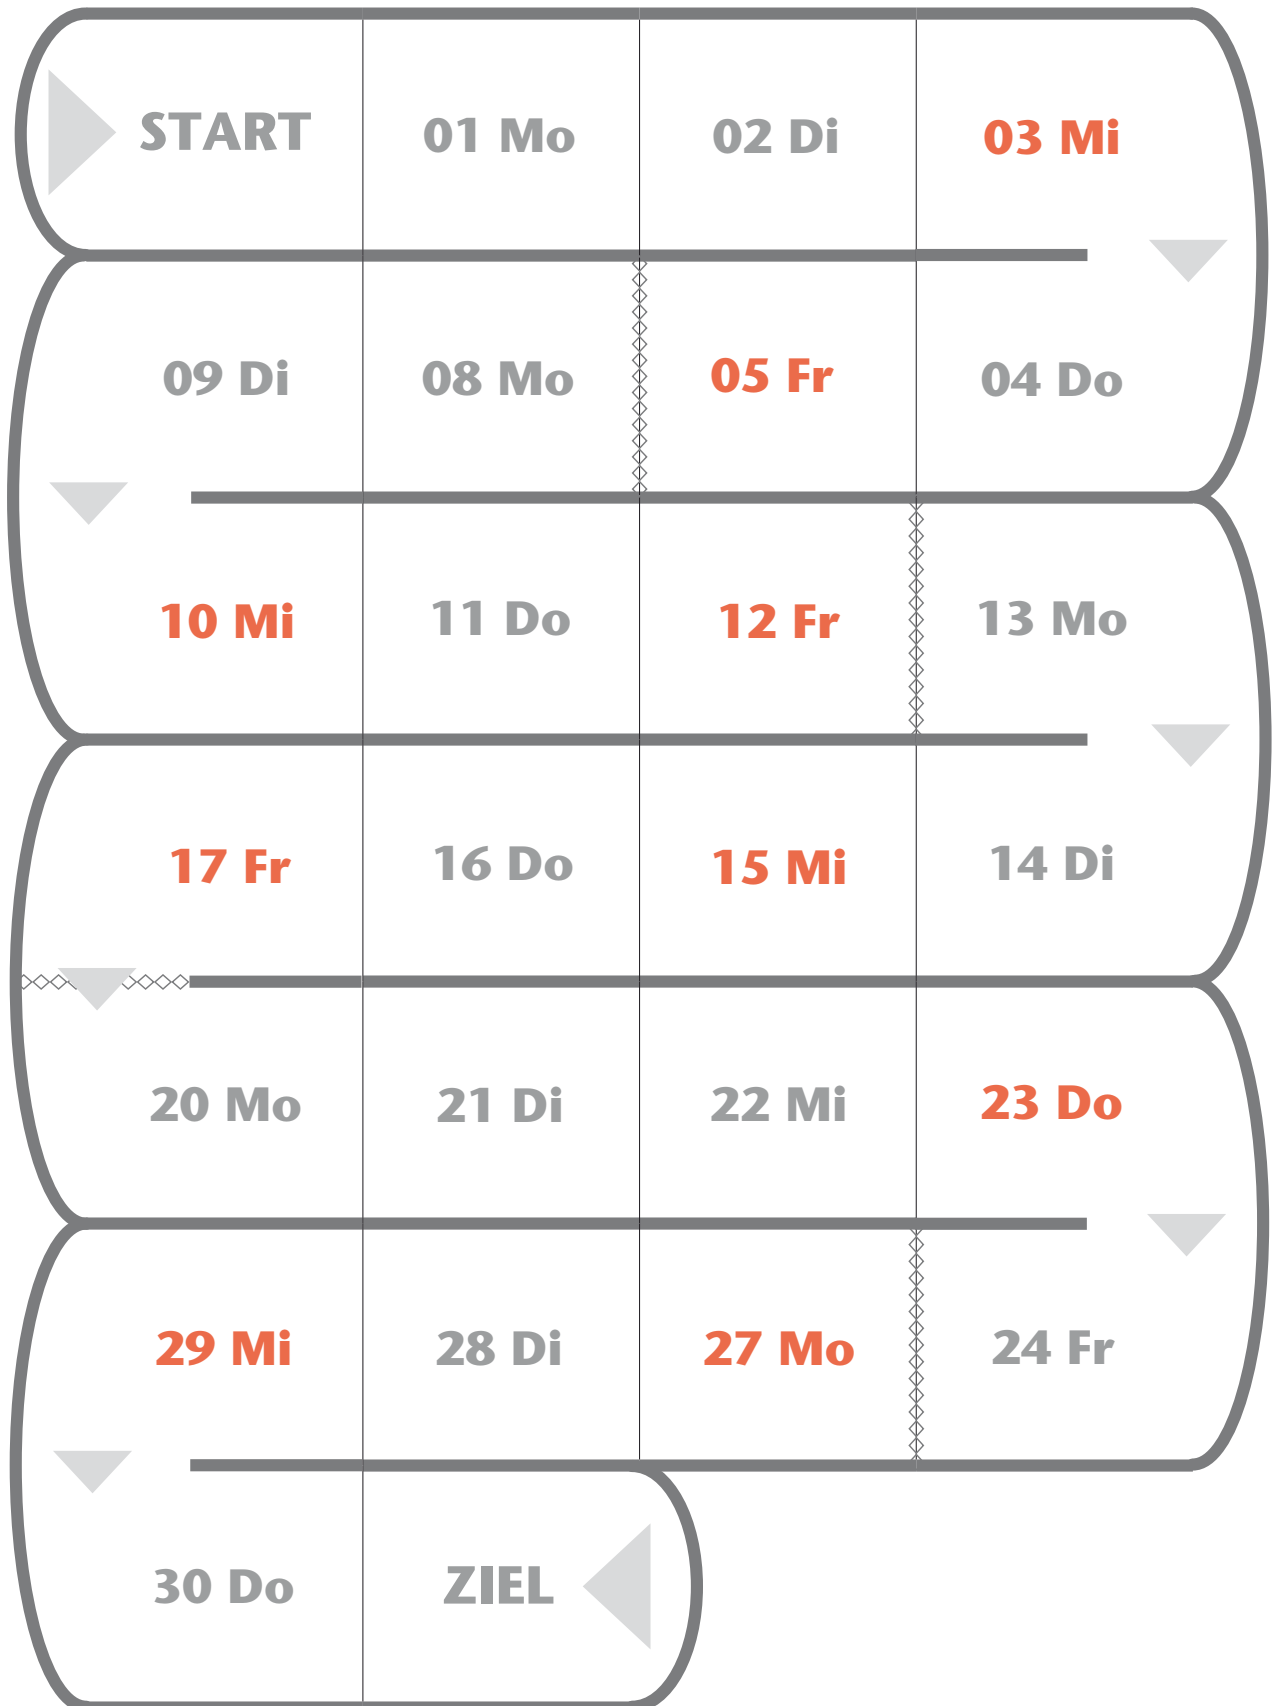 START 01 Mo 02 Di 03 Mi
09 Di 08 Mo 05 Fr 04 Do
10 Mi 11 Do 12 Fr 13 Mo
17 Fr 16 Do 15 Mi 14 Di
20 Mo 21 Di 22 Mi 23 Do
29 Mi 28 Di 27 Mo 24 Fr
30 Do ZIEL